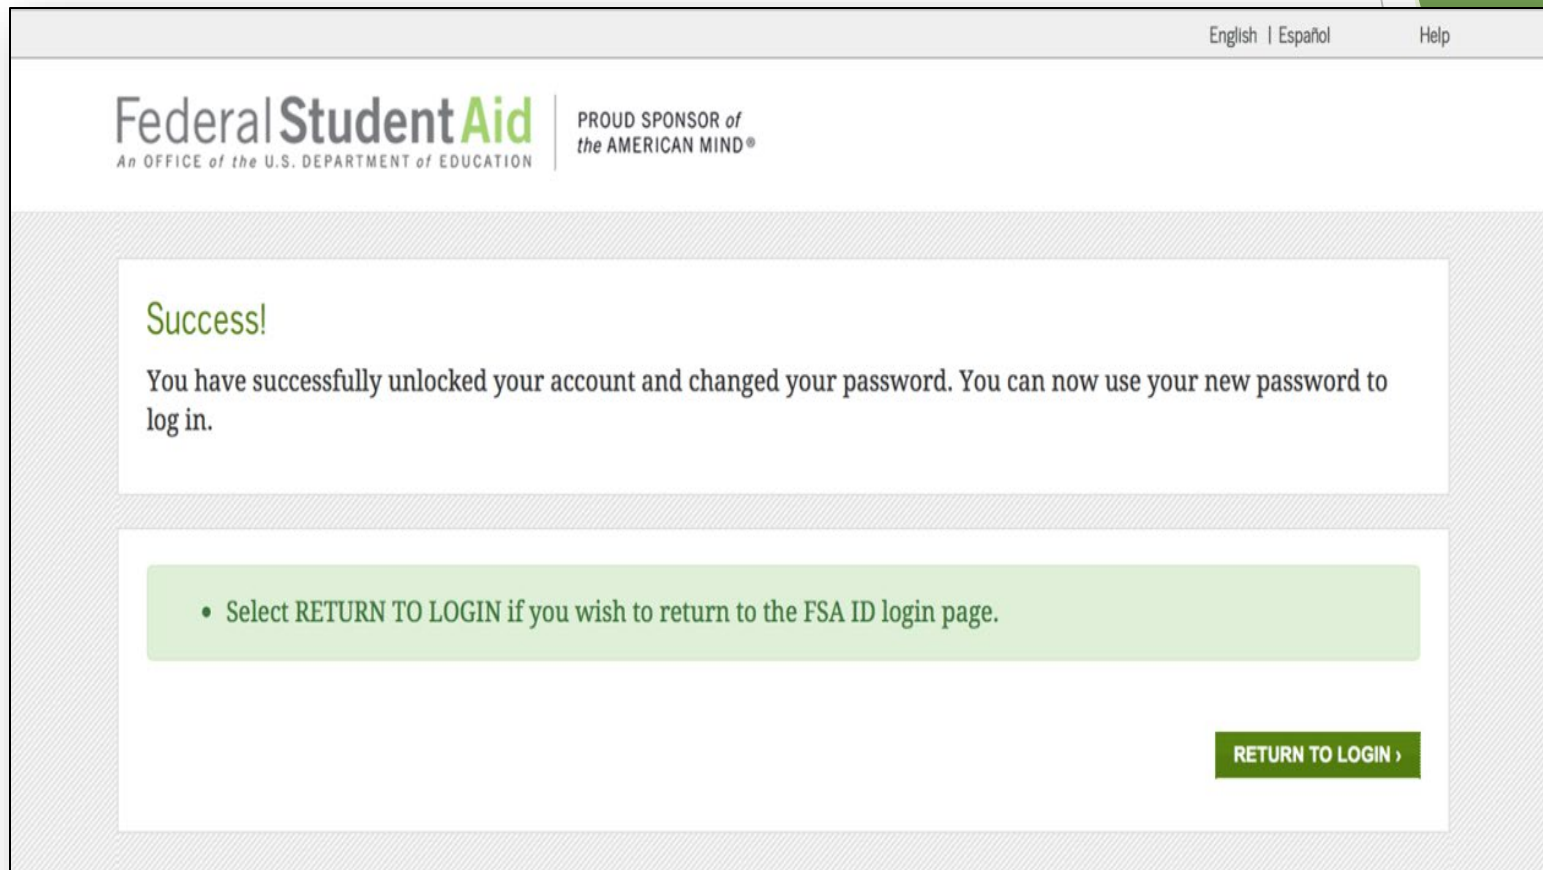 English | Español Help
Federal Student Aid
An OFFICE of the U.S. DEPARTMENT of EDUCATION
PROUD SPONSOR of
the AMERICAN MIND®
Success!
You have successfully unlocked your account and changed your password. You can now use your new password to
log in.
• Select RETURN TO LOGIN if you wish to return to the FSA ID login page.
RETURN TO LOGIN ›